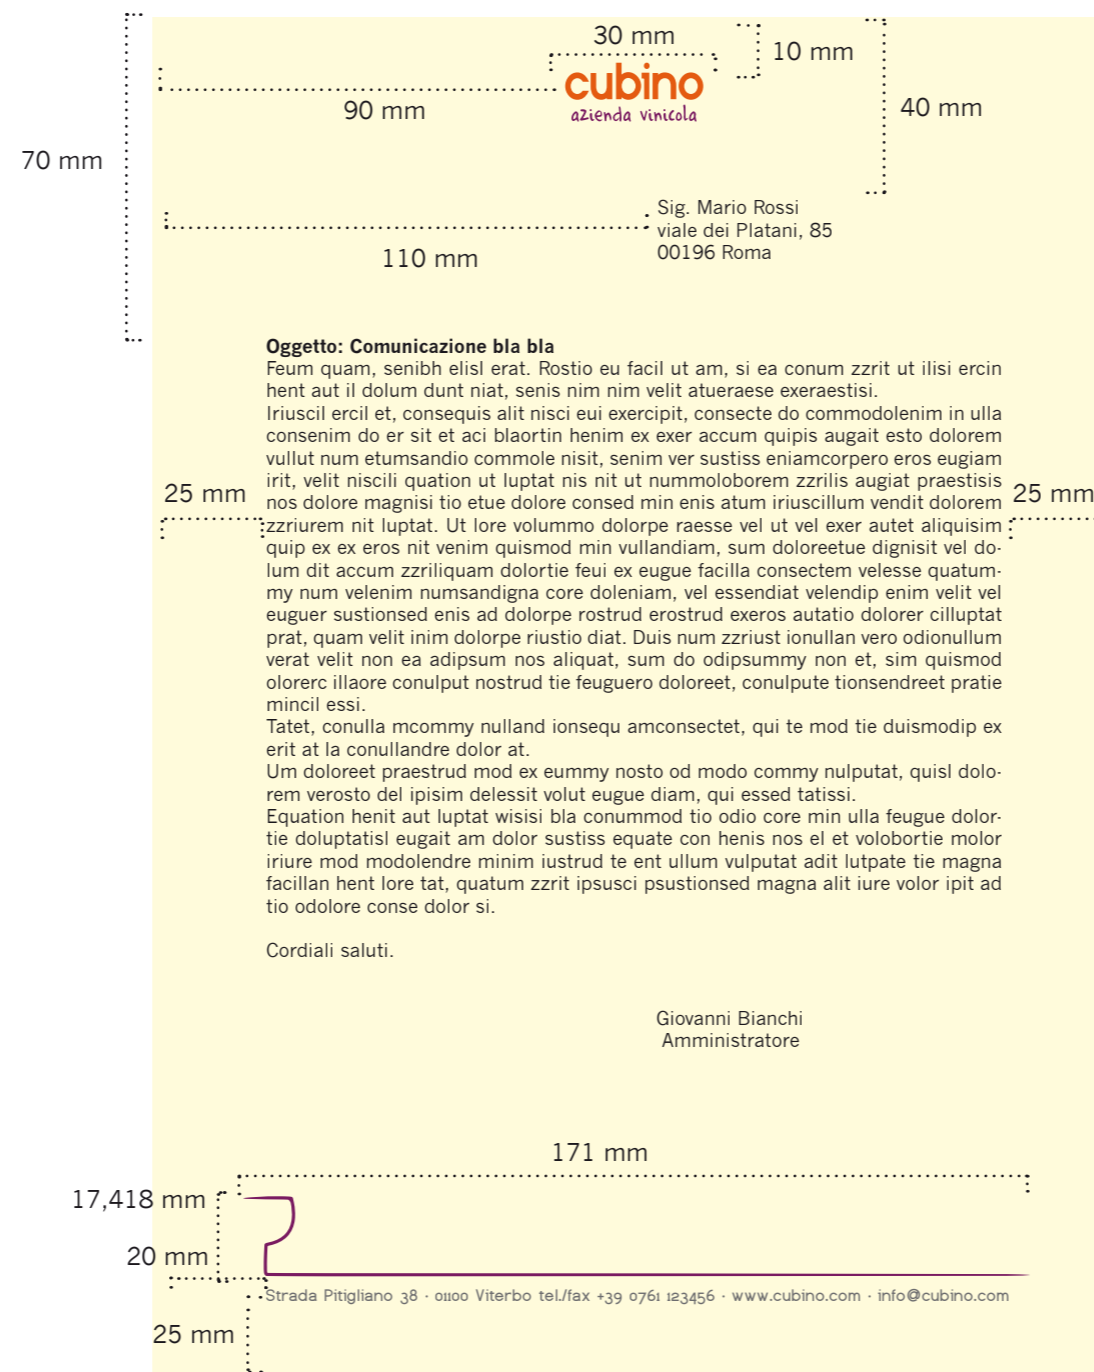 30 mm
10 mm
cubino
azienda vinicola
90 mm
40 mm
70 mm
Sig. Mario Rossi
viale dei Platani, 85
00196 Roma
110 mm
Oggetto: Comunicazione bla bla
Feum quam, senibh elisl erat. Rostio eu facil ut am, si ea conum zzrit ut ilisi ercin
hent aut il dolum dunt niat, senis nim nim velit atueraese exeraestisi.
Iriuscil ercil et, consequis alit nisci eui exercipit, consecte do commodolenim in ulla
consenim do er sit et aci blaortin henim ex exer accum quipis augait esto dolorem
vullut num etumsandio commole nisit, senim ver sustiss eniamcorpero eros eugiam
irit, velit niscili quation ut luptat nis nit ut nummoloborem zzrilis augiat praestisis
25 mm
nos dolore magnisi tio etue dolore consed min enis atum iriuscillum vendit dolorem
25 mm
zzriurem nit luptat. Ut lore volummo dolorpe raesse vel ut vel exer autet aliquisim
quip ex ex eros nit venim quismod min vullandiam, sum doloreetue dignisit vel do-
lum dit accum zzriliquam dolortie feui ex eugue facilla consectem velesse quatum-
my num velenim numsandigna core doleniam, vel essendiat velendip enim velit vel
euguer sustionsed enis ad dolorpe rostrud erostrud exeros autatio dolorer cilluptat
prat, quam velit inim dolorpe riustio diat. Duis num zzriust ionullan vero odionullum
verat velit non ea adipsum nos aliquat, sum do odipsummy non et, sim quismod
olorerc illaore conulput nostrud tie feuguero doloreet, conulpute tionsendreet pratie
mincil essi.
Tatet, conulla mcommy nulland ionsequ amconsectet, qui te mod tie duismodip ex
erit at la conullandre dolor at.
Um doloreet praestrud mod ex eummy nosto od modo commy nulputat, quisl dolo-
rem verosto del ipisim delessit volut eugue diam, qui essed tatissi.
Equation henit aut luptat wisisi bla conummod tio odio core min ulla feugue dolor-
tie doluptatisl eugait am dolor sustiss equate con henis nos el et volobortie molor
iriure mod modolendre minim iustrud te ent ullum vulputat adit lutpate tie magna
facillan hent lore tat, quatum zzrit ipsusci psustionsed magna alit iure volor ipit ad
tio odolore conse dolor si.
Cordiali saluti.
Giovanni Bianchi
Amministratore
171 mm
17,418 mm
20 mm
Strada Pitigliano 38 · 01100 Viterbo tel./fax +39 0761 123456 · www.cubino.com · info@cubino.com
25 mm